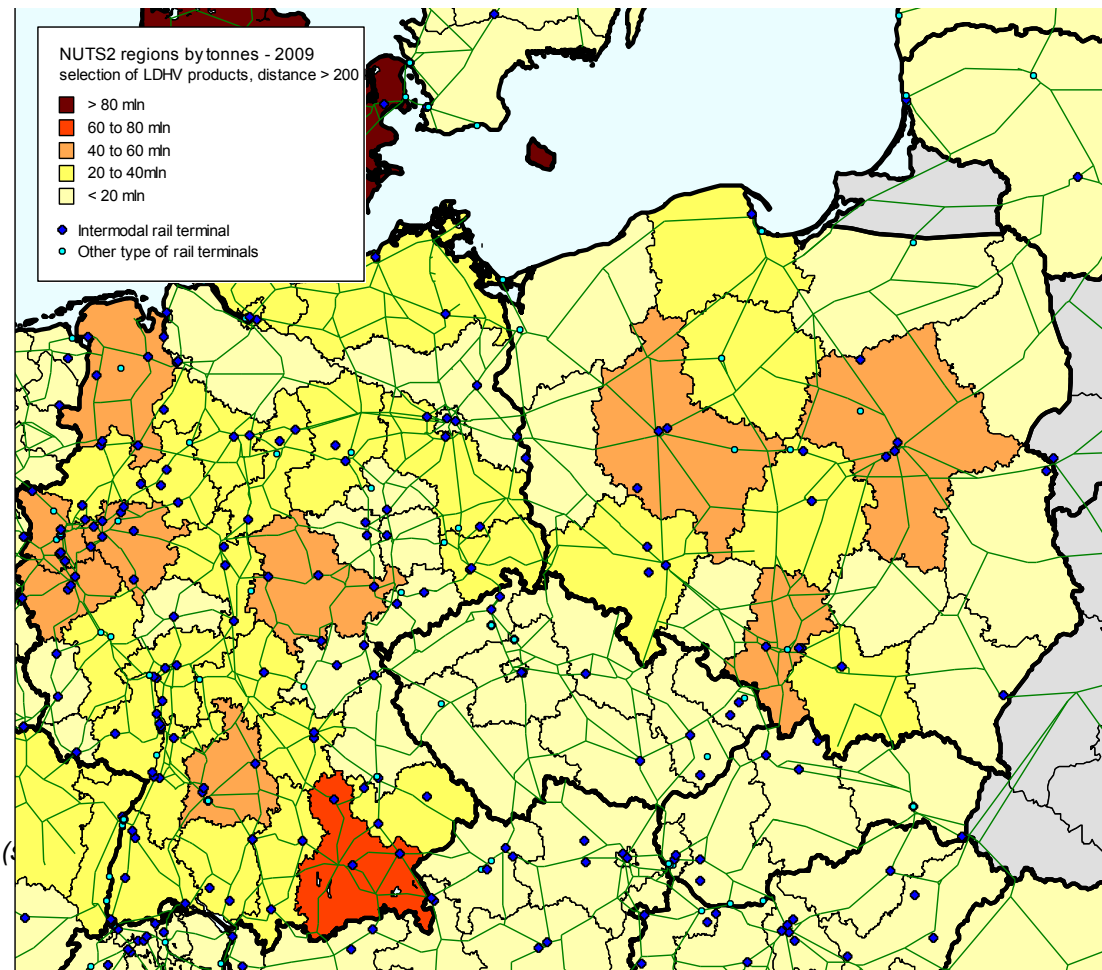 NUTS2 regions by tonnes - 2009
selection of LDHV products, distance > 200
> 80 mln
60 to 80 mln
40 to 60 mln
20 to 40mln
< 20 mln
Intermodal rail terminal
Other type of rail terminals